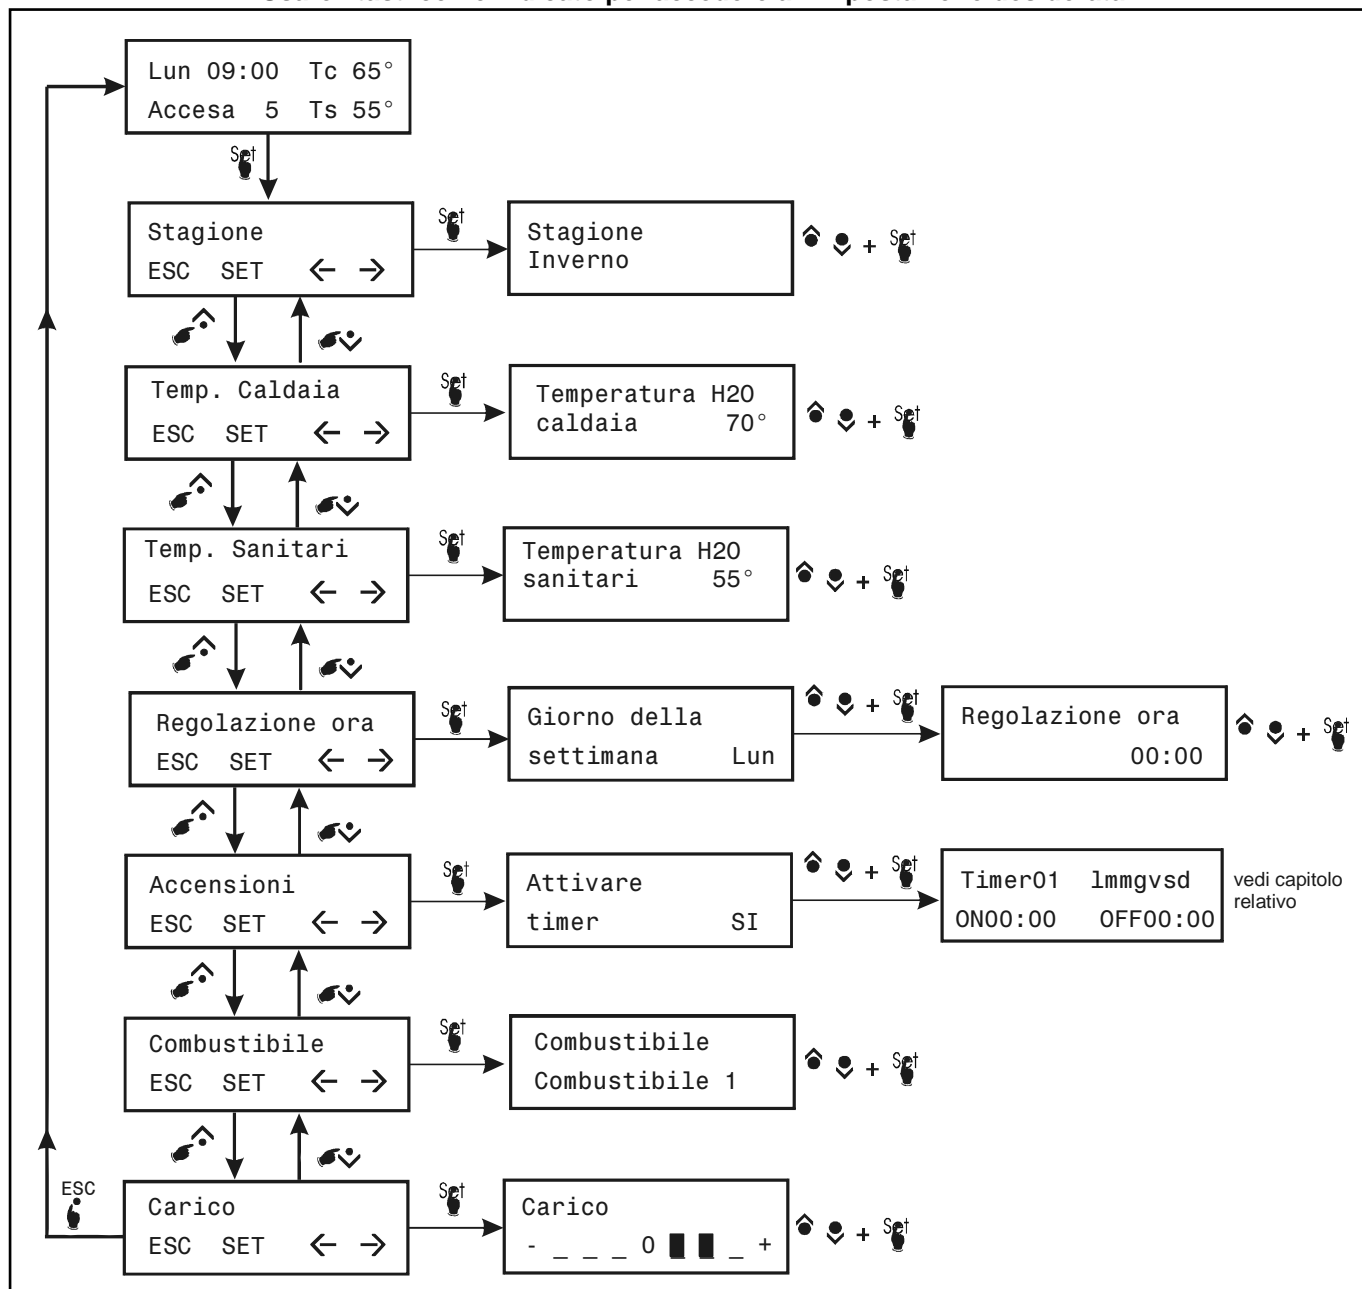 Lun 09:00 Tc 65°
Accesa 5 Ts 55°
Set
Stagione
ESC SET ← →
Set
Stagione
Inverno
+ Set
Temp. Caldaia
ESC SET ← →
Set
Temperatura H2O
caldaia 70°
+ Set
Temp. Sanitari
ESC SET ← →
Set
Temperatura H2O
sanitari 55°
+ Set
Regolazione ora
ESC SET ← →
Set
Giorno della
settimana Lun
+ Set
Regolazione ora
00:00
+ Set
Accensioni
ESC SET ← →
Set
Attivare
timer SI
+ Set
Timer01 lmmgvsd
ON00:00 OFF00:00
vedi capitolo
relativo
Combustibile
ESC SET ← →
Set
Combustibile
Combustibile 1
+ Set
ESC
Carico
ESC SET ← →
Set
Carico
- _ _ _ 0 █ █ _ +
+ Set